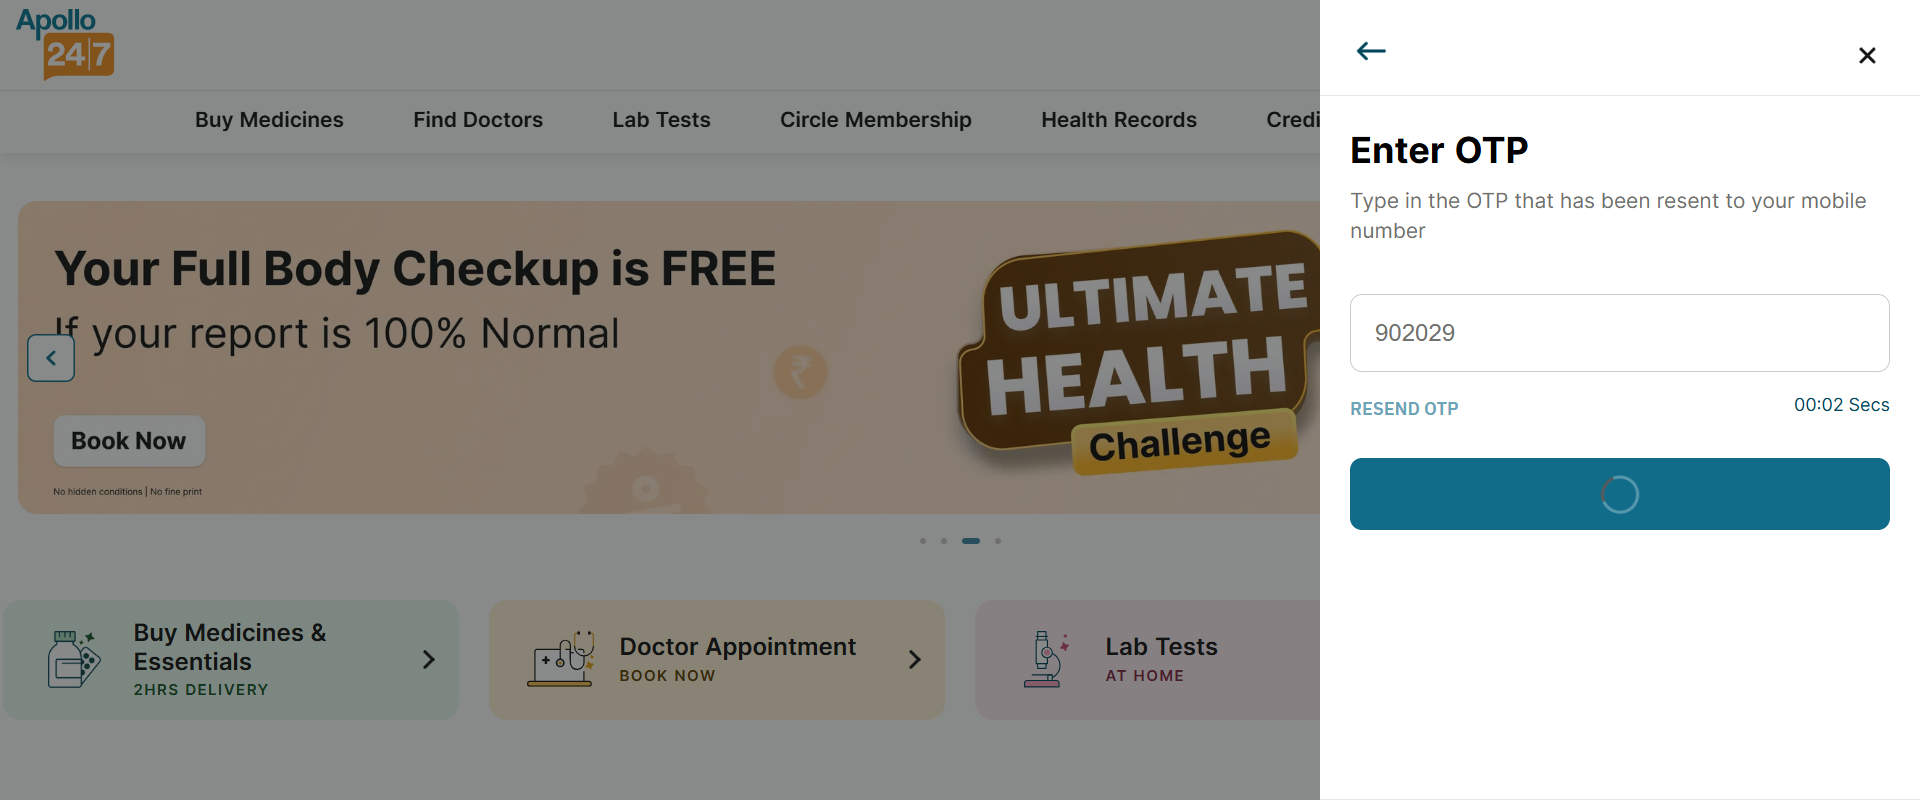 Apollo
24|7
Buy Medicines
Find Doctors
Lab Tests
Circle Membership
Health Records
Credi
Your Full Body Checkup is FREE
If your report is 100% Normal
Book Now
No hidden conditions | No fine print
₹
ULTIMATE
HEALTH
Challenge
Buy Medicines &
Essentials
2HRS DELIVERY
Doctor Appointment
BOOK NOW
Lab Tests
AT HOME
Enter OTP
Type in the OTP that has been resent to your mobile
number
902029
RESEND OTP
00:02 Secs